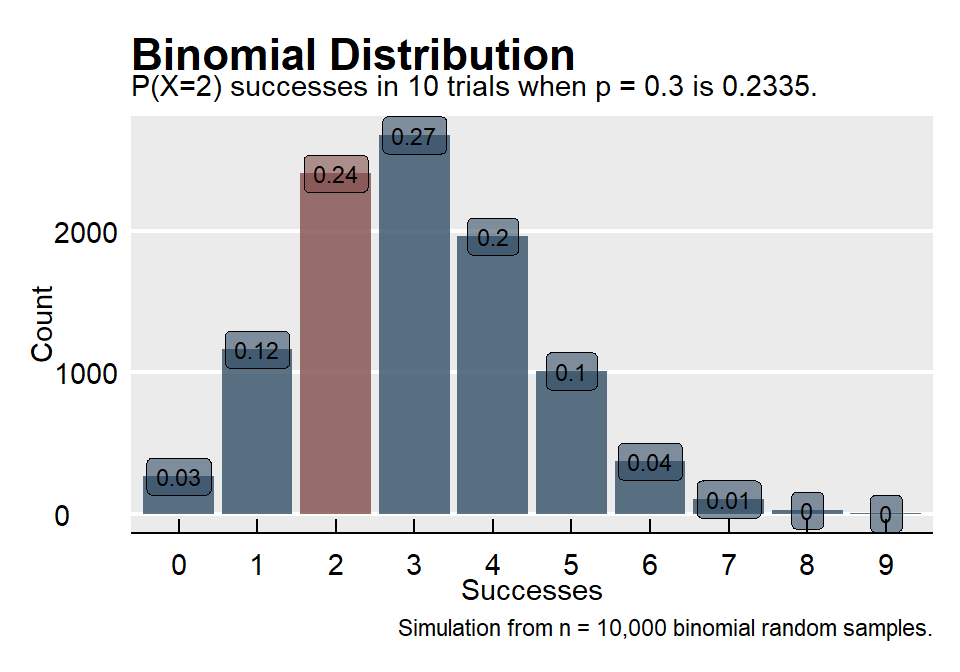 Binomial Distribution
P(X=2) successes in 10 trials when p = 0.3 is 0.2335.
0.27
0.24
2000
0.2
Count
0.12
1000
0.1
0.03
0.04
0.01
0
0
0
0 1 2 3 4 5 6 7 8 9
Successes
Simulation from n = 10,000 binomial random samples.